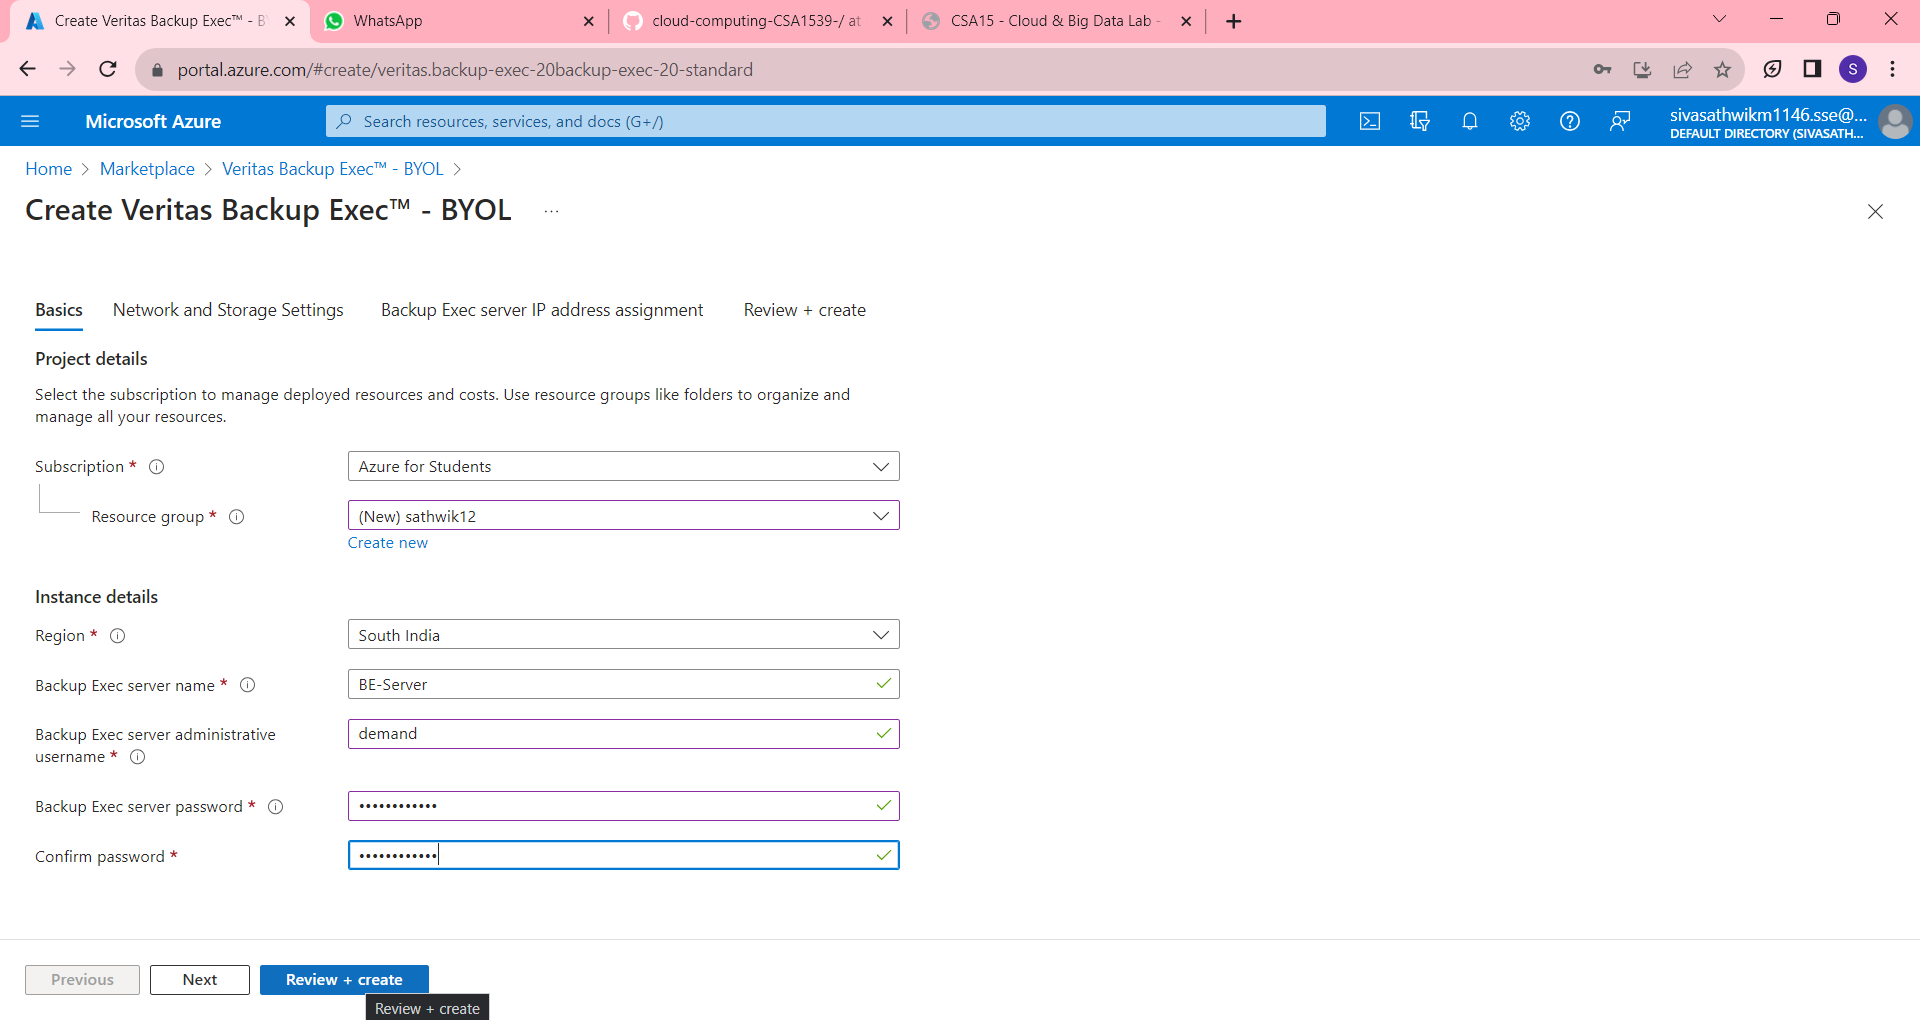 Create Veritas Backup Exec™ - B
WhatsApp
cloud-computing-CSA1539-/ at
CSA15 - Cloud & Big Data Lab -
portal.azure.com/#create/veritas.backup-exec-20backup-exec-20-standard
S
Microsoft Azure
Search resources, services, and docs (G+/)
sivasathwikm1146.sse@...
DEFAULT DIRECTORY (SIVASATH...
Home > Marketplace > Veritas Backup Exec™ - BYOL >
Create Veritas Backup Exec™ - BYOL ...
Basics
Network and Storage Settings
Backup Exec server IP address assignment
Review + create
Project details
Select the subscription to manage deployed resources and costs. Use resource groups like folders to organize and
manage all your resources.
Subscription *
Azure for Students
Resource group *
(New) sathwik12
Create new
Instance details
Region *
South India
Backup Exec server name *
BE-Server
Backup Exec server administrative
username *
demand
Backup Exec server password *
••••••••••••
Confirm password *
••••••••••••
Previous
Next
Review + create
Review + create